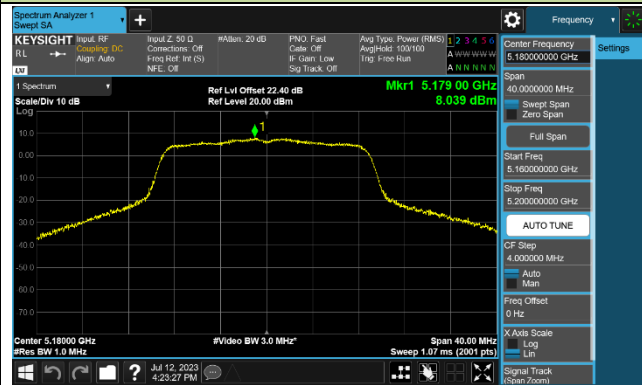 Spectrum Analyzer 1
Swept SA
Frequency
KEYSIGHT
RL
Input: RF
Coupling: DC
Align: Auto
Input Z: 50 Ω
Corrections: Off
Freq Ref: Int (S)
NFE: Off
#Atten: 20 dB
PNO: Fast
Gate: Off
IF Gain: Low
Sig Track: Off
Avg Type: Power (RMS)
Avg|Hold: 100/100
Trig: Free Run
1 2 3 4 5 6
A W W W W W
A N N N N N
LXI
1 Spectrum
Scale/Div 10 dB
Log
Ref Lvl Offset 22.40 dB
Ref Level 20.00 dBm
Mkr1 5.179 00 GHz
8.039 dBm
1
10.0
0.00
-10.0
-20.0
-30.0
-40.0
-50.0
-60.0
-70.0
Center 5.18000 GHz
#Res BW 1.0 MHz
#Video BW 3.0 MHz*
Span 40.00 MHz
Sweep 1.07 ms (2001 pts)
Center Frequency
5.180000000 GHz
Settings
Span
40.0000000 MHz
Swept Span
Zero Span
Full Span
Start Freq
5.160000000 GHz
Stop Freq
5.200000000 GHz
AUTO TUNE
CF Step
4.000000 MHz
Auto
Man
Freq Offset
0 Hz
X Axis Scale
Log
Lin
Signal Track
(Span Zoom)
?
Jul 12, 2023
4:23:27 PM